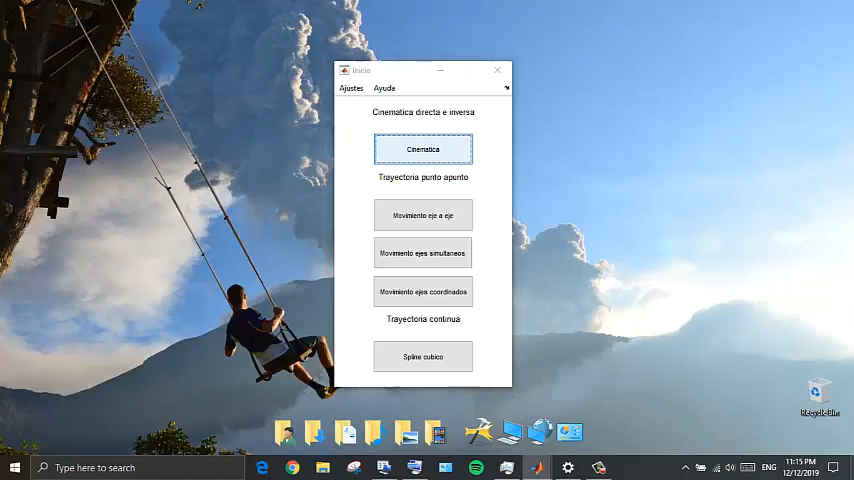 Inicio
Ajustes Ayuda
Cinematica directa e inversa
Cinematica
Trayectoria punto apunto
Movimiento eje a eje
Movimiento ejes simultaneos
Movimiento ejes coordinados
Trayectoria continua
Spline cubico
Recycle Bin
Type here to search
ENG
11:15 PM
12/12/2019